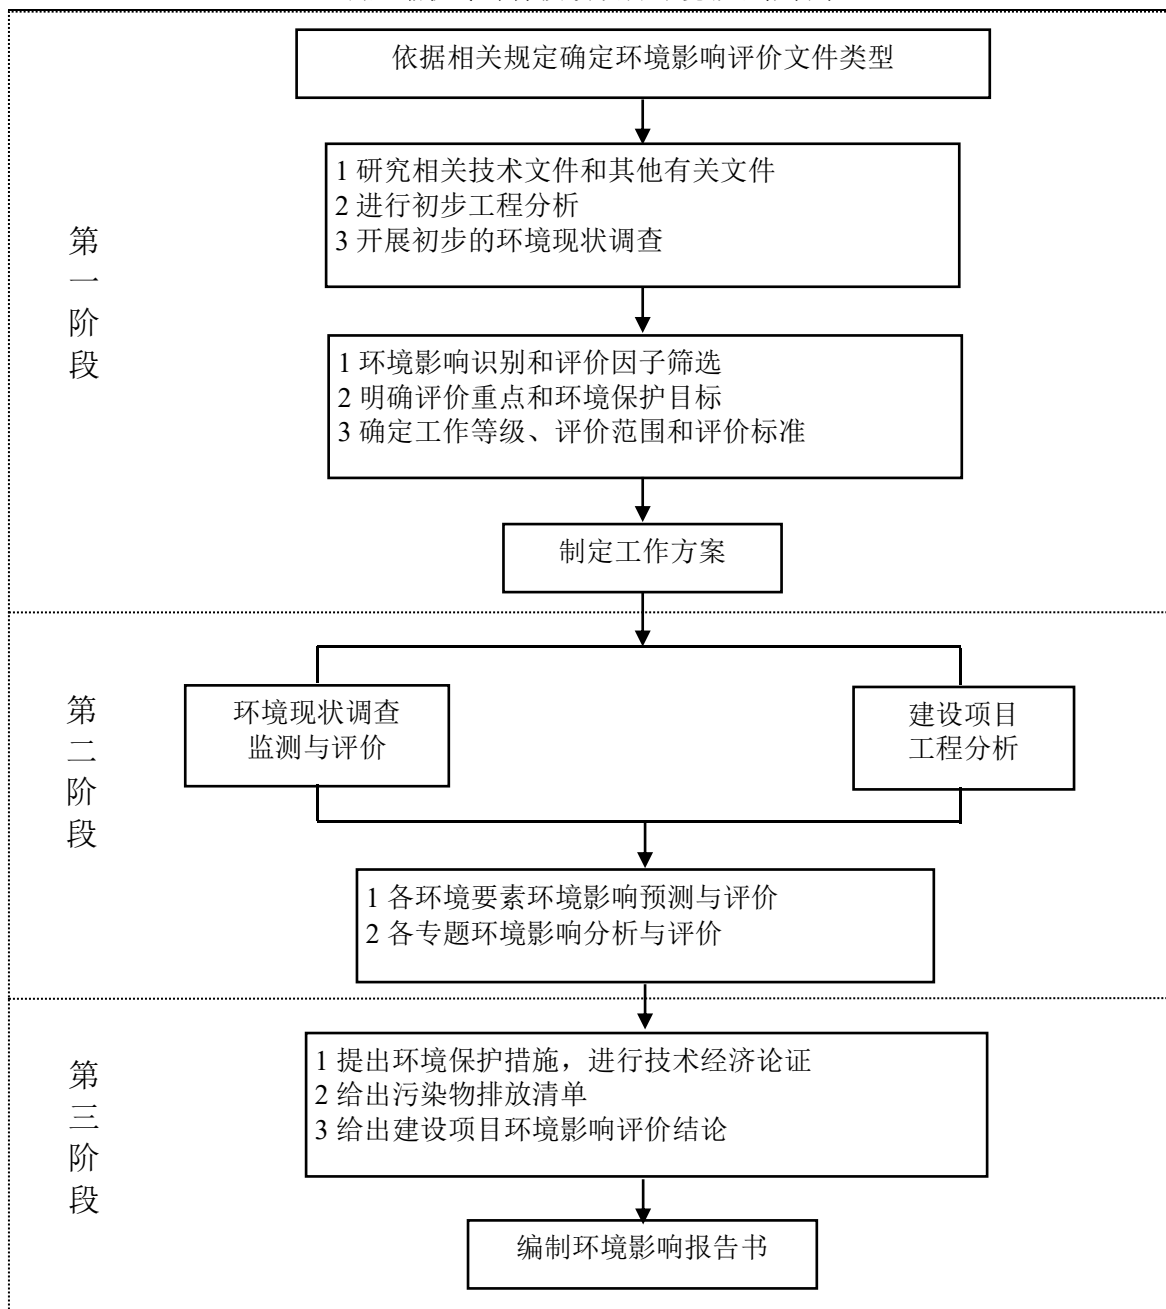 依据相关规定确定环境影响评价文件类型
1 研究相关技术文件和其他有关文件
2 进行初步工程分析
3 开展初步的环境现状调查
第一阶段
1 环境影响识别和评价因子筛选
2 明确评价重点和环境保护目标
3 确定工作等级、评价范围和评价标准
制定工作方案
第二阶段
环境现状调查
监测与评价
建设项目
工程分析
1 各环境要素环境影响预测与评价
2 各专题环境影响分析与评价
第三阶段
1 提出环境保护措施，进行技术经济论证
2 给出污染物排放清单
3 给出建设项目环境影响评价结论
编制环境影响报告书